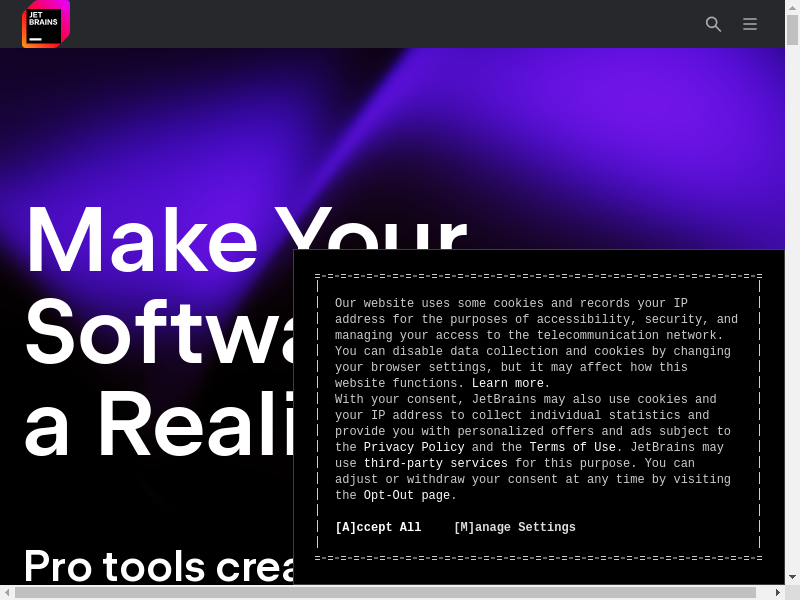 JET
BRAINS
Make Your
Softwa
a Reali
Pro tools crea
Our website uses some cookies and records your IP
address for the purposes of accessibility, security, and
managing your access to the telecommunication network.
You can disable data collection and cookies by changing
your browser settings, but it may affect how this
website functions. Learn more.
With your consent, JetBrains may also use cookies and
your IP address to collect individual statistics and
provide you with personalized offers and ads subject to
the Privacy Policy and the Terms of Use. JetBrains may
use third-party services for this purpose. You can
adjust or withdraw your consent at any time by visiting
the Opt-Out page.
[A]ccept All [M]anage Settings